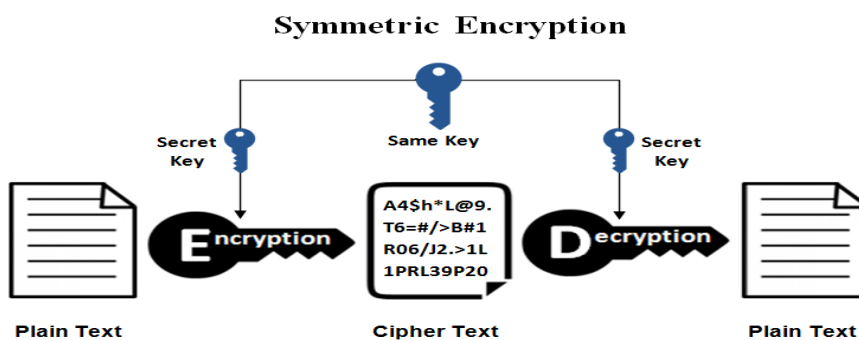 Symmetric Encryption
Secret
Key
Same Key
Secret
Key
Encryption
A4$h*L@9.
T6=#/>B#1
R06/J2.>1L
1PRL39P20
Decryption
Plain Text
Cipher Text
Plain Text